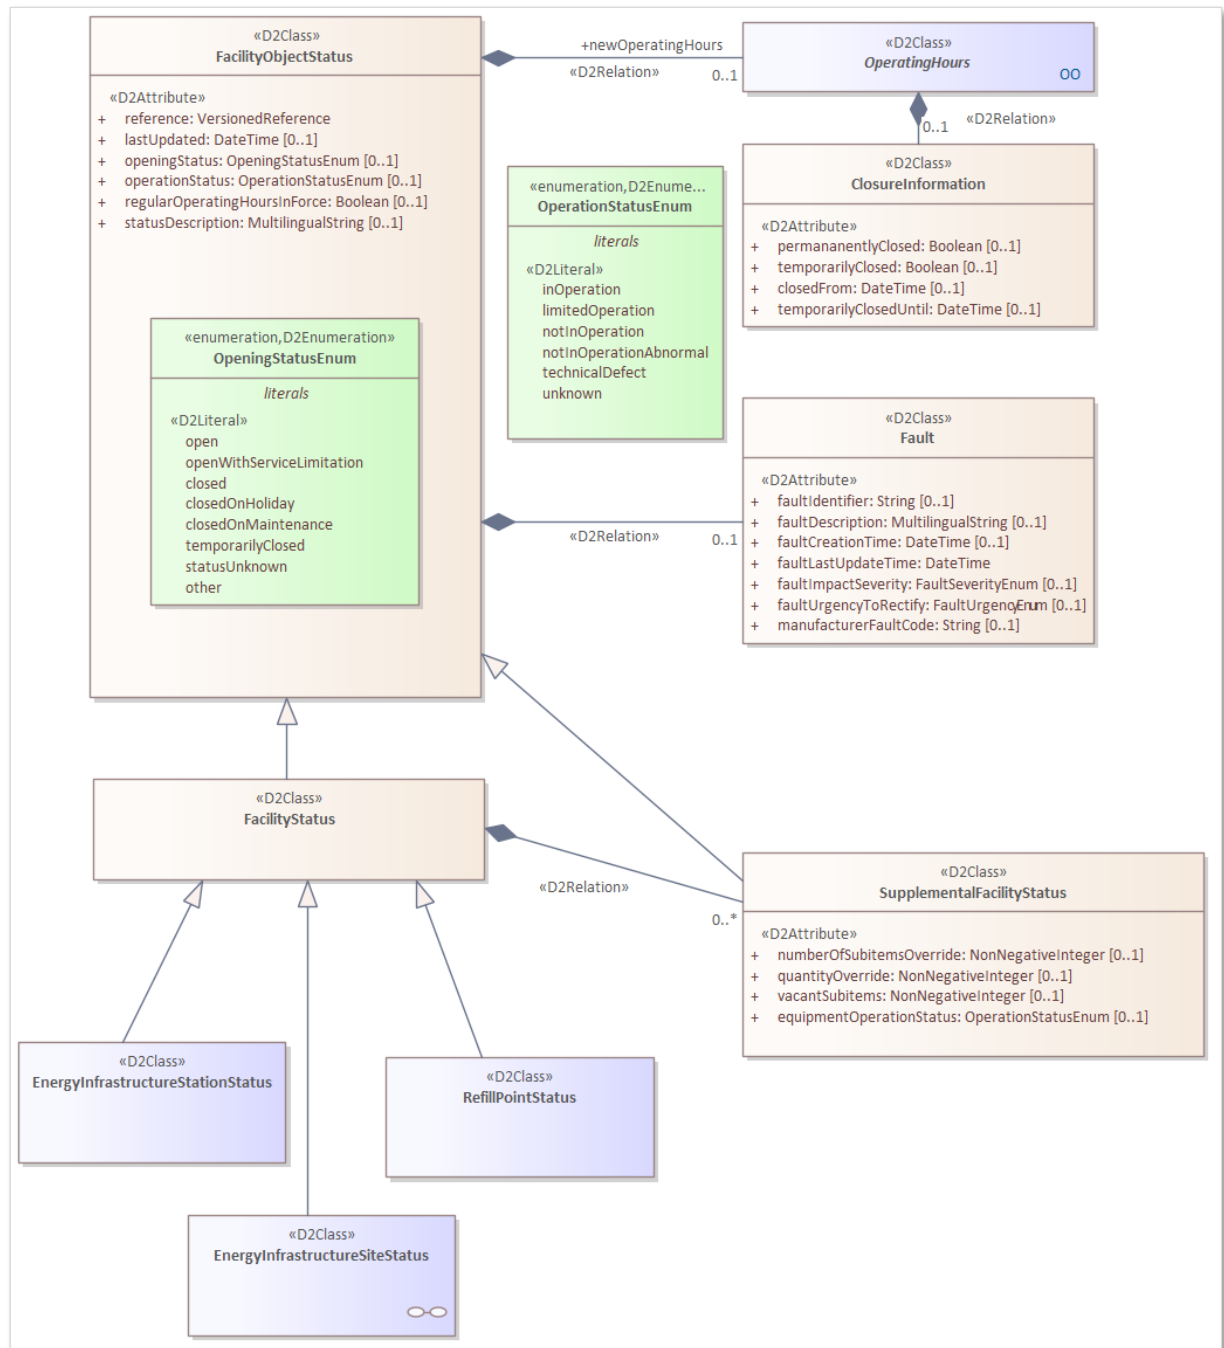 «D2Class»
FacilityObjectStatus
«D2Attribute»
+ reference: VersionedReference
+ lastUpdated: DateTime [0..1]
+ openingStatus: OpeningStatusEnum [0..1]
+ operationStatus: OperationStatusEnum [0..1]
+ regularOperatingHoursInForce: Boolean [0..1]
+ statusDescription: MultilingualString [0..1]
+newOperatingHours
«D2Relation»
0..1
«D2Class»
OperatingHours
OO
0..1
«D2Relation»
«D2Class»
ClosureInformation
«D2Attribute»
+ permananentlyClosed: Boolean [0..1]
+ temporarilyClosed: Boolean [0..1]
+ closedFrom: DateTime [0..1]
+ temporarilyClosedUntil: DateTime [0..1]
«enumeration,D2Enume...
OperationStatusEnum
literals
«D2Literal»
inOperation
limitedOperation
notInOperation
notInOperationAbnormal
technicalDefect
unknown
«enumeration,D2Enumeration»
OpeningStatusEnum
literals
«D2Literal»
open
openWithServiceLimitation
closed
closedOnHoliday
closedOnMaintenance
temporarilyClosed
statusUnknown
other
«D2Relation»
0..1
«D2Class»
Fault
«D2Attribute»
+ faultIdentifier: String [0..1]
+ faultDescription: MultilingualString [0..1]
+ faultCreationTime: DateTime [0..1]
+ faultLastUpdateTime: DateTime
+ faultImpactSeverity: FaultSeverityEnum [0..1]
+ faultUrgencyToRectify: FaultUrgencyEnum [0..1]
+ manufacturerFaultCode: String [0..1]
«D2Class»
FacilityStatus
«D2Relation»
0..*
«D2Class»
SupplementalFacilityStatus
«D2Attribute»
+ numberOfSubitemsOverride: NonNegativeInteger [0..1]
+ quantityOverride: NonNegativeInteger [0..1]
+ vacantSubitems: NonNegativeInteger [0..1]
+ equipmentOperationStatus: OperationStatusEnum [0..1]
«D2Class»
EnergyInfrastructureStationStatus
«D2Class»
RefillPointStatus
«D2Class»
EnergyInfrastructureSiteStatus